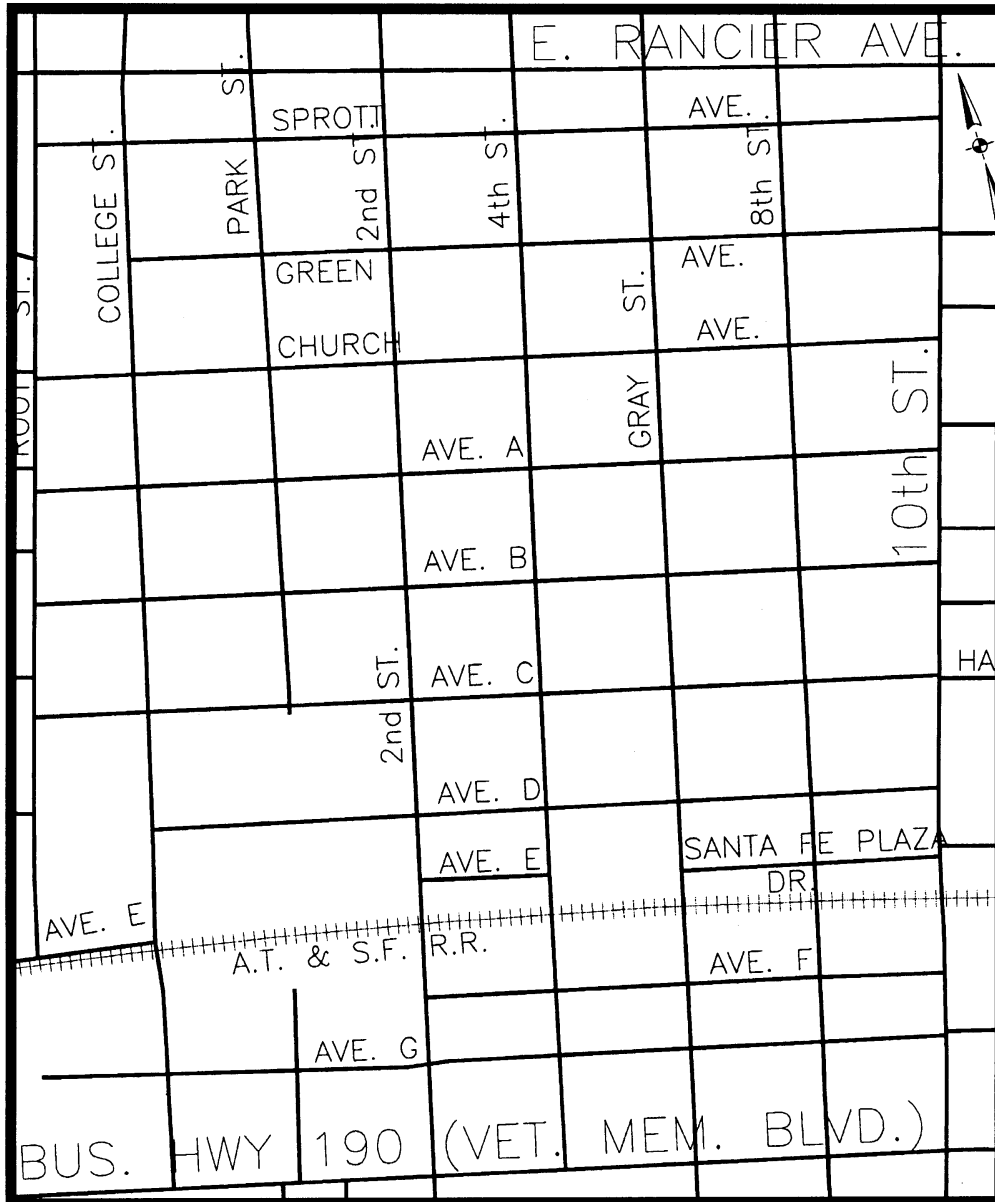 E. RANCIER AVE.
SPROTT AVE.
COLLEGE ST.
PARK ST.
2nd ST.
4th ST.
8th ST.
GREEN AVE.
CHURCH AVE.
ROOT ST.
GRAY ST.
10th ST.
AVE. A
AVE. B
AVE. C
HA
2nd ST.
AVE. D
AVE. E
SANTA FE PLAZA
DR.
AVE. E
A.T. & S.F. R.R.
AVE. F
AVE. G
BUS. HWY 190 (VET. MEM. BLVD.)